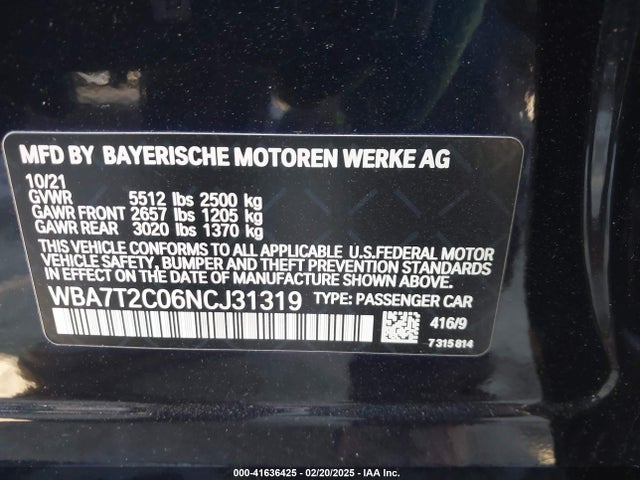 MFD BY BAYERISCHE MOTOREN WERKE AG
10/21
GVWR 5512 lbs 2500 kg
GAWR FRONT 2657 lbs 1205 kg
GAWR REAR 3020 lbs 1370 kg
THIS VEHICLE CONFORMS TO ALL APPLICABLE U.S.FEDERAL MOTOR
VEHICLE SAFETY, BUMPER AND THEFT PREVENTION STANDARDS
IN EFFECT ON THE DATE OF MANUFACTURE SHOWN ABOVE.
WBA7T2C06NCJ31319 TYPE: PASSENGER CAR
416/9
7 315 814
000-41636425 - 02/20/2025 - IAA Inc.